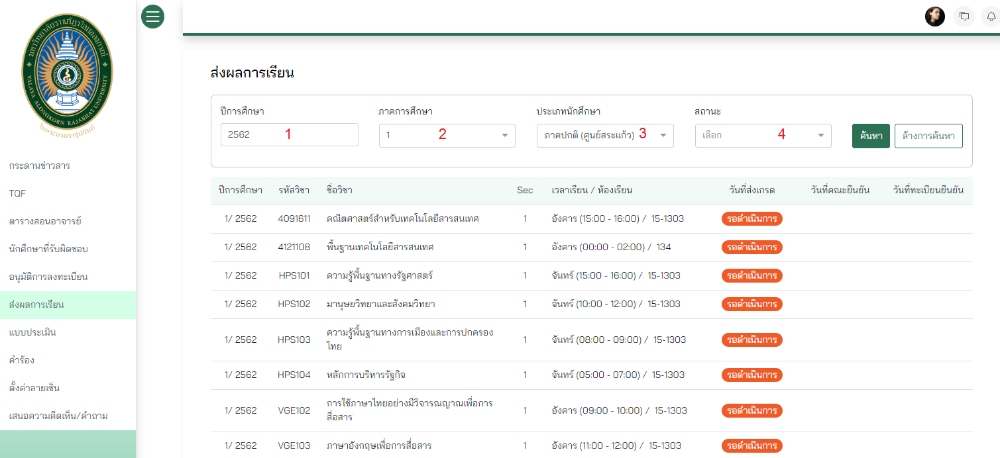 มหาวิทยาลัยราชภัฏวไลยอลงกรณ์
VALAYA ALONGKORN RAJABHAT UNIVERSITY
ในพระบรมราชูปถัมภ์
กระดานข่าวสาร
TQF
ตารางสอนอาจารย์
นักศึกษาที่รับผิดชอบ
อนุมัติการลงทะเบียน
ส่งผลการเรียน
แบบประเมิน
คำร้อง
ตั้งค่าลายเซ็น
เสนอความคิดเห็น/คำถาม
ส่งผลการเรียน
ปีการศึกษา ภาคการศึกษา ประเภทนักศึกษา สถานะ
2562 1 1 2 ภาคปกติ (ศูนย์สระแก้ว) 3 เลือก 4 ค้นหา ล้างการค้นหา
ปีการศึกษา รหัสวิชา ชื่อวิชา Sec เวลาเรียน / ห้องเรียน วันที่ส่งเกรด วันที่คณะยืนยัน วันที่ทะเบียนยืนยัน
1/ 2562 4091611 คณิตศาสตร์สำหรับเทคโนโลยีสารสนเทศ 1 อังคาร (15:00 - 16:00) / 15-1303 รอดำเนินการ
1/ 2562 4121108 พื้นฐานเทคโนโลยีสารสนเทศ 1 อังคาร (00:00 - 02:00) / 134 รอดำเนินการ
1/ 2562 HPS101 ความรู้พื้นฐานทางรัฐศาสตร์ 1 จันทร์ (15:00 - 16:00) / 15-1303 รอดำเนินการ
1/ 2562 HPS102 มานุษยวิทยาและสังคมวิทยา 1 จันทร์ (10:00 - 12:00) / 15-1303 รอดำเนินการ
1/ 2562 HPS103 ความรู้พื้นฐานทางการเมืองและการปกครอง
ไทย 1 จันทร์ (08:00 - 09:00) / 15-1303 รอดำเนินการ
1/ 2562 HPS104 หลักการบริหารรัฐกิจ 1 จันทร์ (05:00 - 07:00) / 15-1303 รอดำเนินการ
1/ 2562 VGE102 การใช้ภาษาไทยอย่างมีวิจารณญาณเพื่อการ
สื่อสาร 1 อังคาร (09:00 - 10:00) / 15-1303 รอดำเนินการ
1/ 2562 VGE103 ภาษาอังกฤษเพื่อการสื่อสาร 1 อังคาร (11:00 - 12:00) / 15-1303 รอดำเนินการ